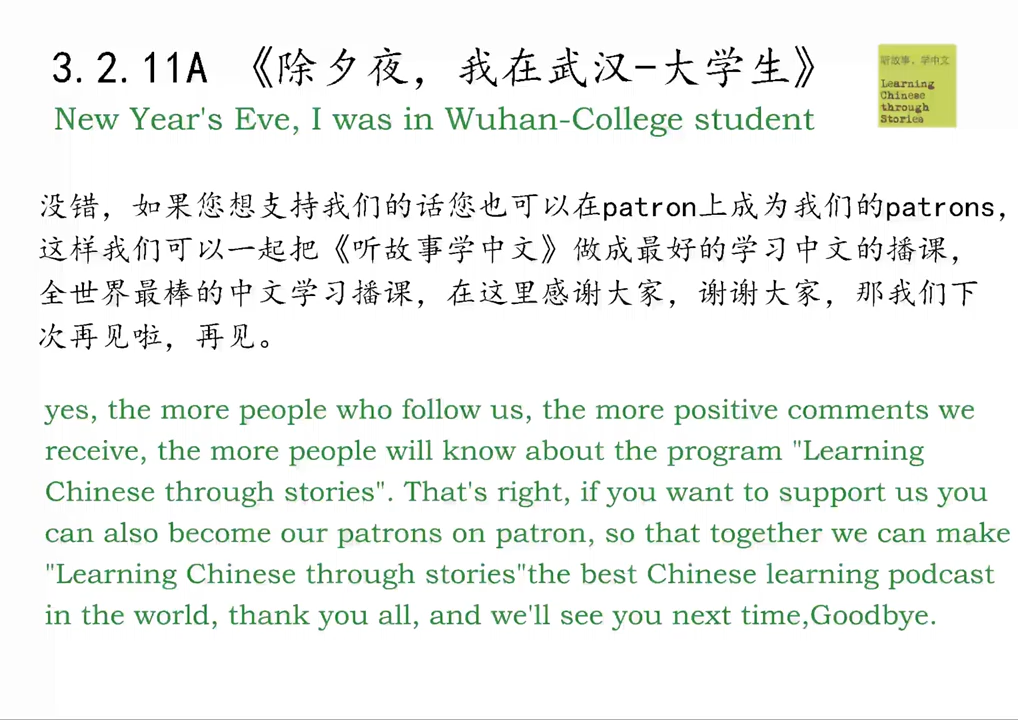 3.2.11A 《除夕夜，我在武汉-大学生》
New Year's Eve, I was in Wuhan-College student
听故事，学中文
Learning
Chinese
through
Stories
没错，如果您想支持我们的话您也可以在patron上成为我们的patrons，
这样我们可以一起把《听故事学中文》做成最好的学习中文的播课，
全世界最棒的中文学习播课，在这里感谢大家，谢谢大家，那我们下
次再见啦，再见。
yes, the more people who follow us, the more positive comments we
receive, the more people will know about the program "Learning
Chinese through stories". That's right, if you want to support us you
can also become our patrons on patron, so that together we can make
"Learning Chinese through stories"the best Chinese learning podcast
in the world, thank you all, and we'll see you next time,Goodbye.